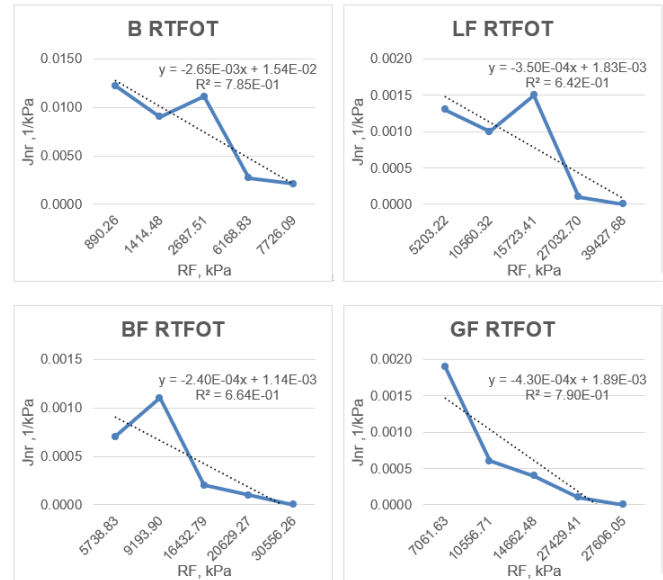 B RTFOT
y = -2.65E-03x + 1.54E-02
R² = 7.85E-01
0.0150
0.0100
0.0050
0.0000
Jnr ,1/kPa
890.26
1414.48
2687.51
6168.83
7726.09
RF, kPa
LF RTFOT
y = -3.50E-04x + 1.83E-03
R² = 6.42E-01
0.0020
0.0015
0.0010
0.0005
0.0000
Jnr ,1/kPa
5203.22
10560.32
15723.41
27032.70
39427.68
RF, kPa
BF RTFOT
y = -2.40E-04x + 1.14E-03
R² = 6.64E-01
0.0015
0.0010
0.0005
0.0000
Jnr ,1/kPa
5738.83
9193.90
16432.79
20629.27
30556.26
RF, kPa
GF RTFOT
y = -4.30E-04x + 1.89E-03
R² = 7.90E-01
0.0020
0.0015
0.0010
0.0005
0.0000
Jnr ,1/kPa
7061.63
10556.71
14662.48
27429.41
27606.05
RF, kPa